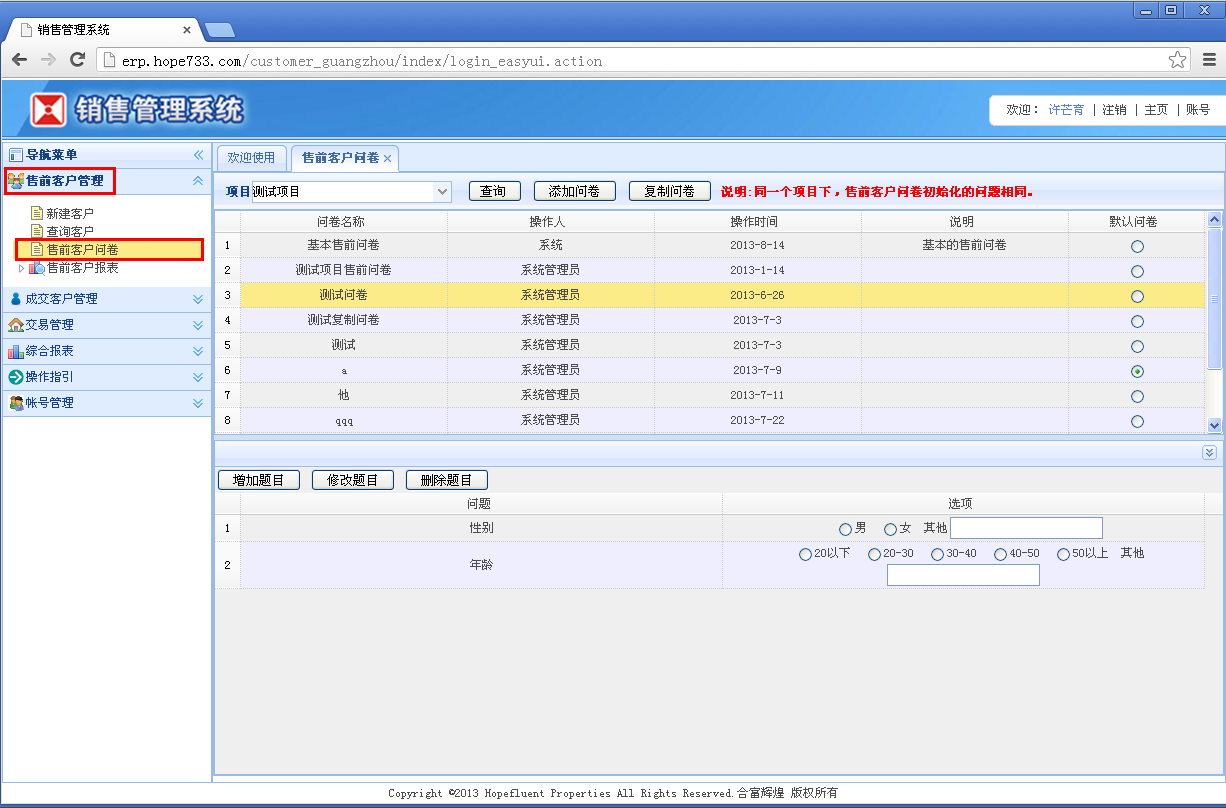 销售管理系统
erp.hope733.com/customer_guangzhou/index/login_easyui.action
销售管理系统
欢迎： 许芒育 | 注销 | 主页 | 账号
导航菜单
售前客户管理
新建客户
查询客户
售前客户问卷
售前客户报表
成交客户管理
交易管理
综合报表
操作指引
帐号管理
欢迎使用 售前客户问卷
项目 测试项目 查询 添加问卷 复制问卷 说明:同一个项目下，售前客户问卷初始化的问题相同。
问卷名称 操作人 操作时间 说明 默认问卷
1 基本售前问卷 系统 2013-8-14 基本的售前问卷
2 测试项目售前问卷 系统管理员 2013-1-14
3 测试问卷 系统管理员 2013-6-26
4 测试复制问卷 系统管理员 2013-7-3
5 测试 系统管理员 2013-7-3
6 a 系统管理员 2013-7-9
7 他 系统管理员 2013-7-11
8 qqq 系统管理员 2013-7-22
增加题目 修改题目 删除题目
问题 选项
1 性别 男 女 其他
2 年龄 20以下 20-30 30-40 40-50 50以上 其他
Copyright ©2013 Hopefluent Properties All Rights Reserved.合富辉煌 版权所有